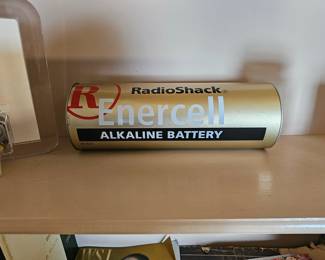 R
RadioShack®
Enercell
ALKALINE BATTERY